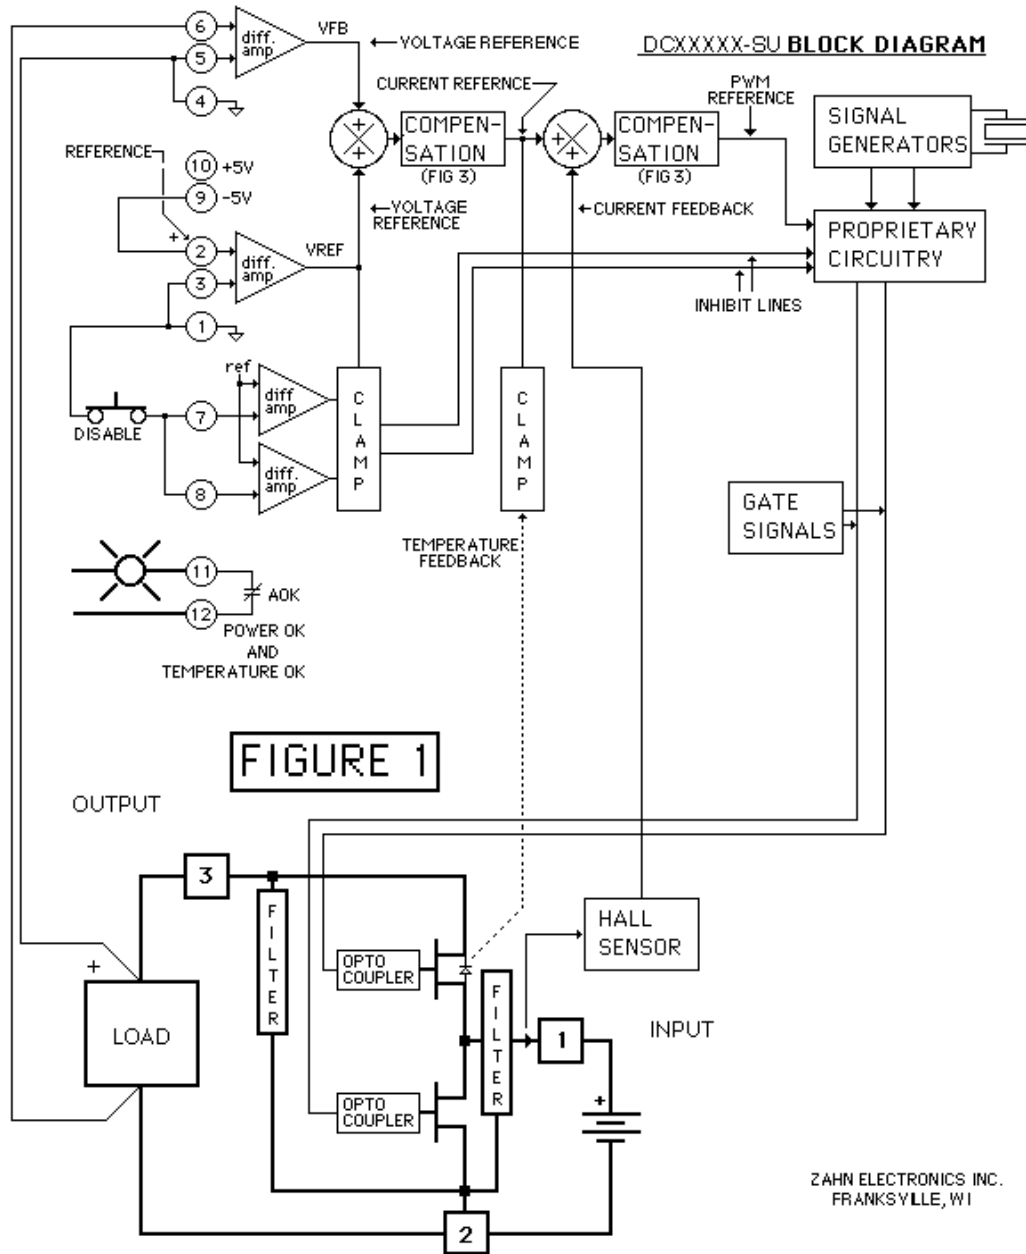 DCXXXXX-SU BLOCK DIAGRAM
6
5
4
diff.
amp
VFB
VOLTAGE REFERENCE
CURRENT REFERNCE
PWM
REFERENCE
SIGNAL
GENERATORS
+
+
COMPEN-
SATION
(FIG 3)
+
+
COMPEN-
SATION
(FIG 3)
REFERENCE
10 +5V
9 -5V
VOLTAGE
REFERENCE
CURRENT FEEDBACK
PROPRIETARY
CIRCUITRY
+
2
3
1
diff.
amp
VREF
INHIBIT LINES
ref
diff
amp
diff.
amp
CLAMP
CLAMP
DISABLE
7
8
GATE
SIGNALS
TEMPERATURE
FEEDBACK
11
12
AOK
POWER OK
AND
TEMPERATURE OK
FIGURE 1
OUTPUT
3
FILTER
HALL
SENSOR
OPTO
COUPLER
FILTER
+
LOAD
1
INPUT
OPTO
COUPLER
+
2
ZAHN ELECTRONICS INC.
FRANKSVILLE, WI